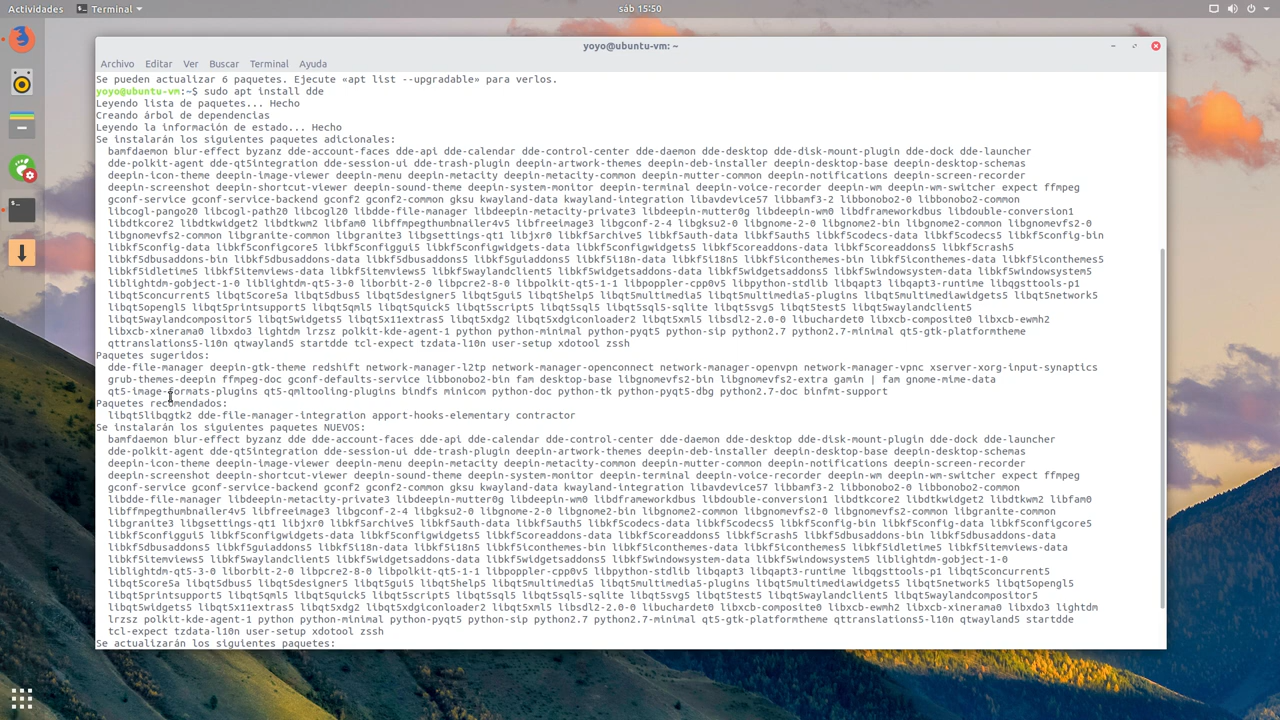 Actividades
Terminal
sáb 15:50
yoyo@ubuntu-vm: ~
Archivo Editar Ver Buscar Terminal Ayuda
Se pueden actualizar 6 paquetes. Ejecute «apt list --upgradable» para verlos.
yoyo@ubuntu-vm:~$ sudo apt install dde
Leyendo lista de paquetes... Hecho
Creando árbol de dependencias
Leyendo la información de estado... Hecho
Se instalarán los siguientes paquetes adicionales:
bamfdaemon blur-effect byzanz dde-account-faces dde-api dde-calendar dde-control-center dde-daemon dde-desktop dde-disk-mount-plugin dde-dock dde-launcher
dde-polkit-agent dde-qt5integration dde-session-ui dde-trash-plugin deepin-artwork-themes deepin-deb-installer deepin-desktop-base deepin-desktop-schemas
deepin-icon-theme deepin-image-viewer deepin-menu deepin-metacity deepin-metacity-common deepin-mutter-common deepin-notifications deepin-screen-recorder
deepin-screenshot deepin-shortcut-viewer deepin-sound-theme deepin-system-monitor deepin-terminal deepin-voice-recorder deepin-wm deepin-wm-switcher expect ffmpeg
gconf-service gconf-service-backend gconf2 gconf2-common gksu kwayland-data kwayland-integration libavdevice57 libbamf3-2 libbonobo2-0 libbonobo2-common
libcogl-pango20 libcogl-path20 libcogl20 libdde-file-manager libdeepin-metacity-private3 libdeepin-mutter0g libdeepin-wm0 libdframeworkdbus libdouble-conversion1
libdtkcore2 libdtkwidget2 libdtkwm2 libfam0 libffmpegthumbnailer4v5 libfreeimage3 libgconf-2-4 libgksu2-0 libgnome-2-0 libgnome2-bin libgnome2-common libgnomevfs2-0
libgnomevfs2-common libgranite-common libgranite3 libgsettings-qt1 libjxr0 libkf5archive5 libkf5auth-data libkf5auth5 libkf5codecs-data libkf5codecs5 libkf5config-bin
libkf5config-data libkf5configcore5 libkf5configgui5 libkf5configwidgets-data libkf5configwidgets5 libkf5coreaddons-data libkf5coreaddons5 libkf5crash5
libkf5dbusaddons-bin libkf5dbusaddons-data libkf5dbusaddons5 libkf5guiaddons5 libkf5i18n-data libkf5i18n5 libkf5iconthemes-bin libkf5iconthemes-data libkf5iconthemes5
libkf5idletime5 libkf5itemviews-data libkf5itemviews5 libkf5waylandclient5 libkf5widgetsaddons-data libkf5widgetsaddons5 libkf5windowsystem-data libkf5windowsystem5
liblightdm-gobject-1-0 liblightdm-qt5-3-0 liborbit-2-0 libpcre2-8-0 libpolkit-qt5-1-1 libpoppler-cpp0v5 libpython-stdlib libqapt3 libqapt3-runtime libqgsttools-p1
libqt5concurrent5 libqt5core5a libqt5dbus5 libqt5designer5 libqt5gui5 libqt5help5 libqt5multimedia5 libqt5multimedia5-plugins libqt5multimediawidgets5 libqt5network5
libqt5opengl5 libqt5printsupport5 libqt5qml5 libqt5quick5 libqt5script5 libqt5sql5 libqt5sql5-sqlite libqt5svg5 libqt5test5 libqt5waylandclient5
libqt5waylandcompositor5 libqt5widgets5 libqt5x11extras5 libqt5xdg2 libqt5xdgiconloader2 libqt5xml5 libsdl2-2.0-0 libuchardet0 libxcb-composite0 libxcb-ewmh2
libxcb-xinerama0 libxdo3 lightdm lrzsz polkit-kde-agent-1 python python-minimal python-pyqt5 python-sip python2.7 python2.7-minimal qt5-gtk-platformtheme
qttranslations5-l10n qtwayland5 startdde tcl-expect tzdata-l10n user-setup xdotool zssh
Paquetes sugeridos:
dde-file-manager deepin-gtk-theme redshift network-manager-l2tp network-manager-openconnect network-manager-openvpn network-manager-vpnc xserver-xorg-input-synaptics
grub-themes-deepin ffmpeg-doc gconf-defaults-service libbonobo2-bin fam desktop-base libgnomevfs2-bin libgnomevfs2-extra gamin | fam gnome-mime-data
qt5-image-formats-plugins qt5-qmltooling-plugins bindfs minicom python-doc python-tk python-pyqt5-dbg python2.7-doc binfmt-support
Paquetes recomendados:
libqt5libqgtk2 dde-file-manager-integration apport-hooks-elementary contractor
Se instalarán los siguientes paquetes NUEVOS:
bamfdaemon blur-effect byzanz dde dde-account-faces dde-api dde-calendar dde-control-center dde-daemon dde-desktop dde-disk-mount-plugin dde-dock dde-launcher
dde-polkit-agent dde-qt5integration dde-session-ui dde-trash-plugin deepin-artwork-themes deepin-deb-installer deepin-desktop-base deepin-desktop-schemas
deepin-icon-theme deepin-image-viewer deepin-menu deepin-metacity deepin-metacity-common deepin-mutter-common deepin-notifications deepin-screen-recorder
deepin-screenshot deepin-shortcut-viewer deepin-sound-theme deepin-system-monitor deepin-terminal deepin-voice-recorder deepin-wm deepin-wm-switcher expect ffmpeg
gconf-service gconf-service-backend gconf2 gconf2-common gksu kwayland-data kwayland-integration libavdevice57 libbamf3-2 libbonobo2-0 libbonobo2-common
libdde-file-manager libdeepin-metacity-private3 libdeepin-mutter0g libdeepin-wm0 libdframeworkdbus libdouble-conversion1 libdtkcore2 libdtkwidget2 libdtkwm2 libfam0
libffmpegthumbnailer4v5 libfreeimage3 libgconf-2-4 libgksu2-0 libgnome-2-0 libgnome2-bin libgnome2-common libgnomevfs2-0 libgnomevfs2-common libgranite-common
libgranite3 libgsettings-qt1 libjxr0 libkf5archive5 libkf5auth-data libkf5auth5 libkf5codecs-data libkf5codecs5 libkf5config-bin libkf5config-data libkf5configcore5
libkf5configgui5 libkf5configwidgets-data libkf5configwidgets5 libkf5coreaddons-data libkf5coreaddons5 libkf5crash5 libkf5dbusaddons-bin libkf5dbusaddons-data
libkf5dbusaddons5 libkf5guiaddons5 libkf5i18n-data libkf5i18n5 libkf5iconthemes-bin libkf5iconthemes-data libkf5iconthemes5 libkf5idletime5 libkf5itemviews-data
libkf5itemviews5 libkf5waylandclient5 libkf5widgetsaddons-data libkf5widgetsaddons5 libkf5windowsystem-data libkf5windowsystem5 liblightdm-gobject-1-0
liblightdm-qt5-3-0 liborbit-2-0 libpcre2-8-0 libpolkit-qt5-1-1 libpoppler-cpp0v5 libpython-stdlib libqapt3 libqapt3-runtime libqgsttools-p1 libqt5concurrent5
libqt5core5a libqt5dbus5 libqt5designer5 libqt5gui5 libqt5help5 libqt5multimedia5 libqt5multimedia5-plugins libqt5multimediawidgets5 libqt5network5 libqt5opengl5
libqt5printsupport5 libqt5qml5 libqt5quick5 libqt5script5 libqt5sql5 libqt5sql5-sqlite libqt5svg5 libqt5test5 libqt5waylandclient5 libqt5waylandcompositor5
libqt5widgets5 libqt5x11extras5 libqt5xdg2 libqt5xdgiconloader2 libqt5xml5 libsdl2-2.0-0 libuchardet0 libxcb-composite0 libxcb-ewmh2 libxcb-xinerama0 libxdo3 lightdm
lrzsz polkit-kde-agent-1 python python-minimal python-pyqt5 python-sip python2.7 python2.7-minimal qt5-gtk-platformtheme qttranslations5-l10n qtwayland5 startdde
tcl-expect tzdata-l10n user-setup xdotool zssh
Se actualizarán los siguientes paquetes: